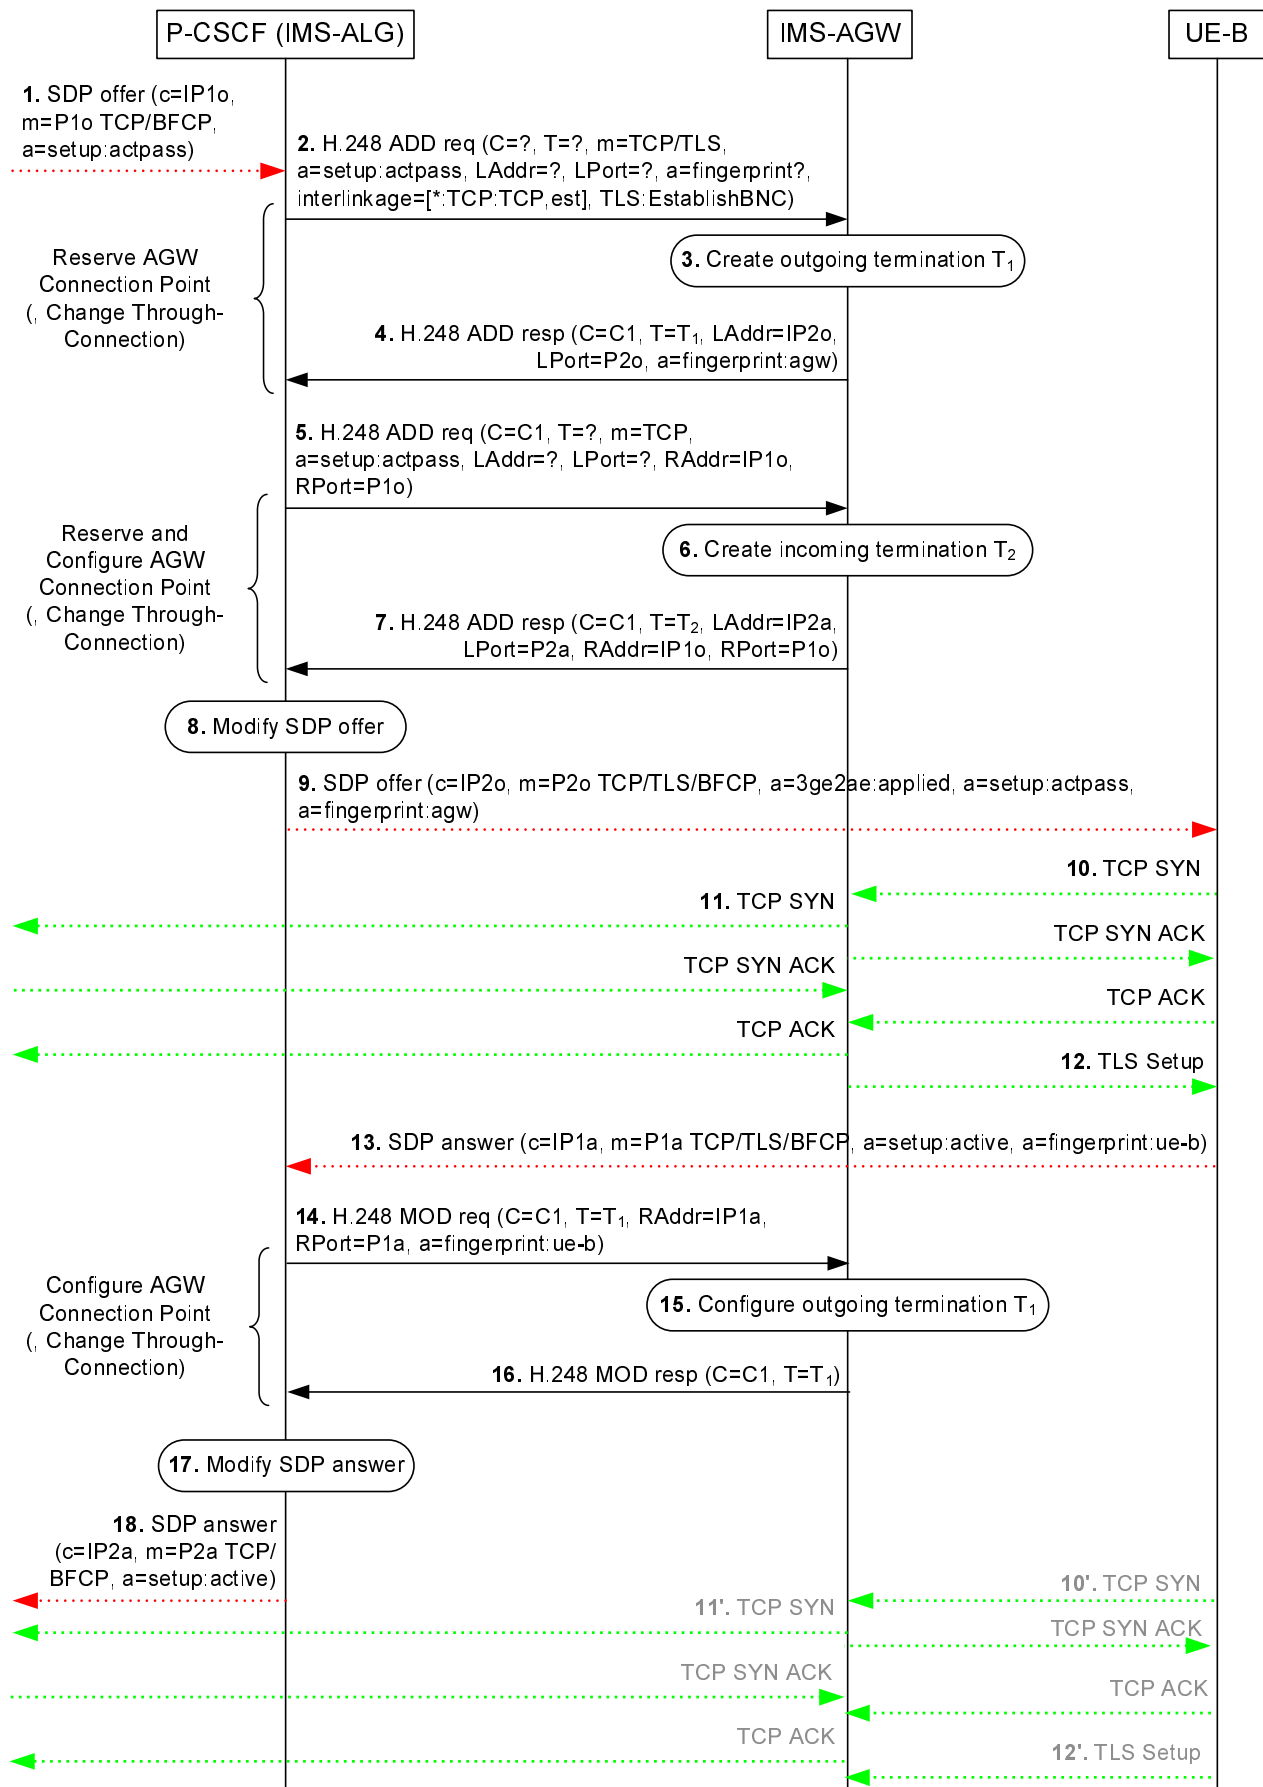 P-CSCF (IMS-ALG)
IMS-AGW
UE-B
1. SDP offer (c=IP1o,
m=P1o TCP/BFCP,
a=setup:actpass)
2. H.248 ADD req (C=?, T=?, m=TCP/TLS,
a=setup:actpass, LAddr=?, LPort=?, a=fingerprint?,
interlinkage=[*:TCP:TCP,est], TLS:EstablishBNC)
Reserve AGW
Connection Point
(, Change Through-
Connection)
3. Create outgoing termination T1
4. H.248 ADD resp (C=C1, T=T1, LAddr=IP2o,
LPort=P2o, a=fingerprint:agw)
5. H.248 ADD req (C=C1, T=?, m=TCP,
a=setup:actpass, LAddr=?, LPort=?, RAddr=IP1o,
RPort=P1o)
Reserve and
Configure AGW
Connection Point
(, Change Through-
Connection)
6. Create incoming termination T2
7. H.248 ADD resp (C=C1, T=T2, LAddr=IP2a,
LPort=P2a, RAddr=IP1o, RPort=P1o)
8. Modify SDP offer
9. SDP offer (c=IP2o, m=P2o TCP/TLS/BFCP, a=3ge2ae:applied, a=setup:actpass,
a=fingerprint:agw)
10. TCP SYN
11. TCP SYN
TCP SYN ACK
TCP SYN ACK
TCP ACK
TCP ACK
12. TLS Setup
13. SDP answer (c=IP1a, m=P1a TCP/TLS/BFCP, a=setup:active, a=fingerprint:ue-b)
14. H.248 MOD req (C=C1, T=T1, RAddr=IP1a,
RPort=P1a, a=fingerprint:ue-b)
Configure AGW
Connection Point
(, Change Through-
Connection)
15. Configure outgoing termination T1
16. H.248 MOD resp (C=C1, T=T1)
17. Modify SDP answer
18. SDP answer
(c=IP2a, m=P2a TCP/
BFCP, a=setup:active)
10'. TCP SYN
11'. TCP SYN
TCP SYN ACK
TCP SYN ACK
TCP ACK
TCP ACK
12'. TLS Setup